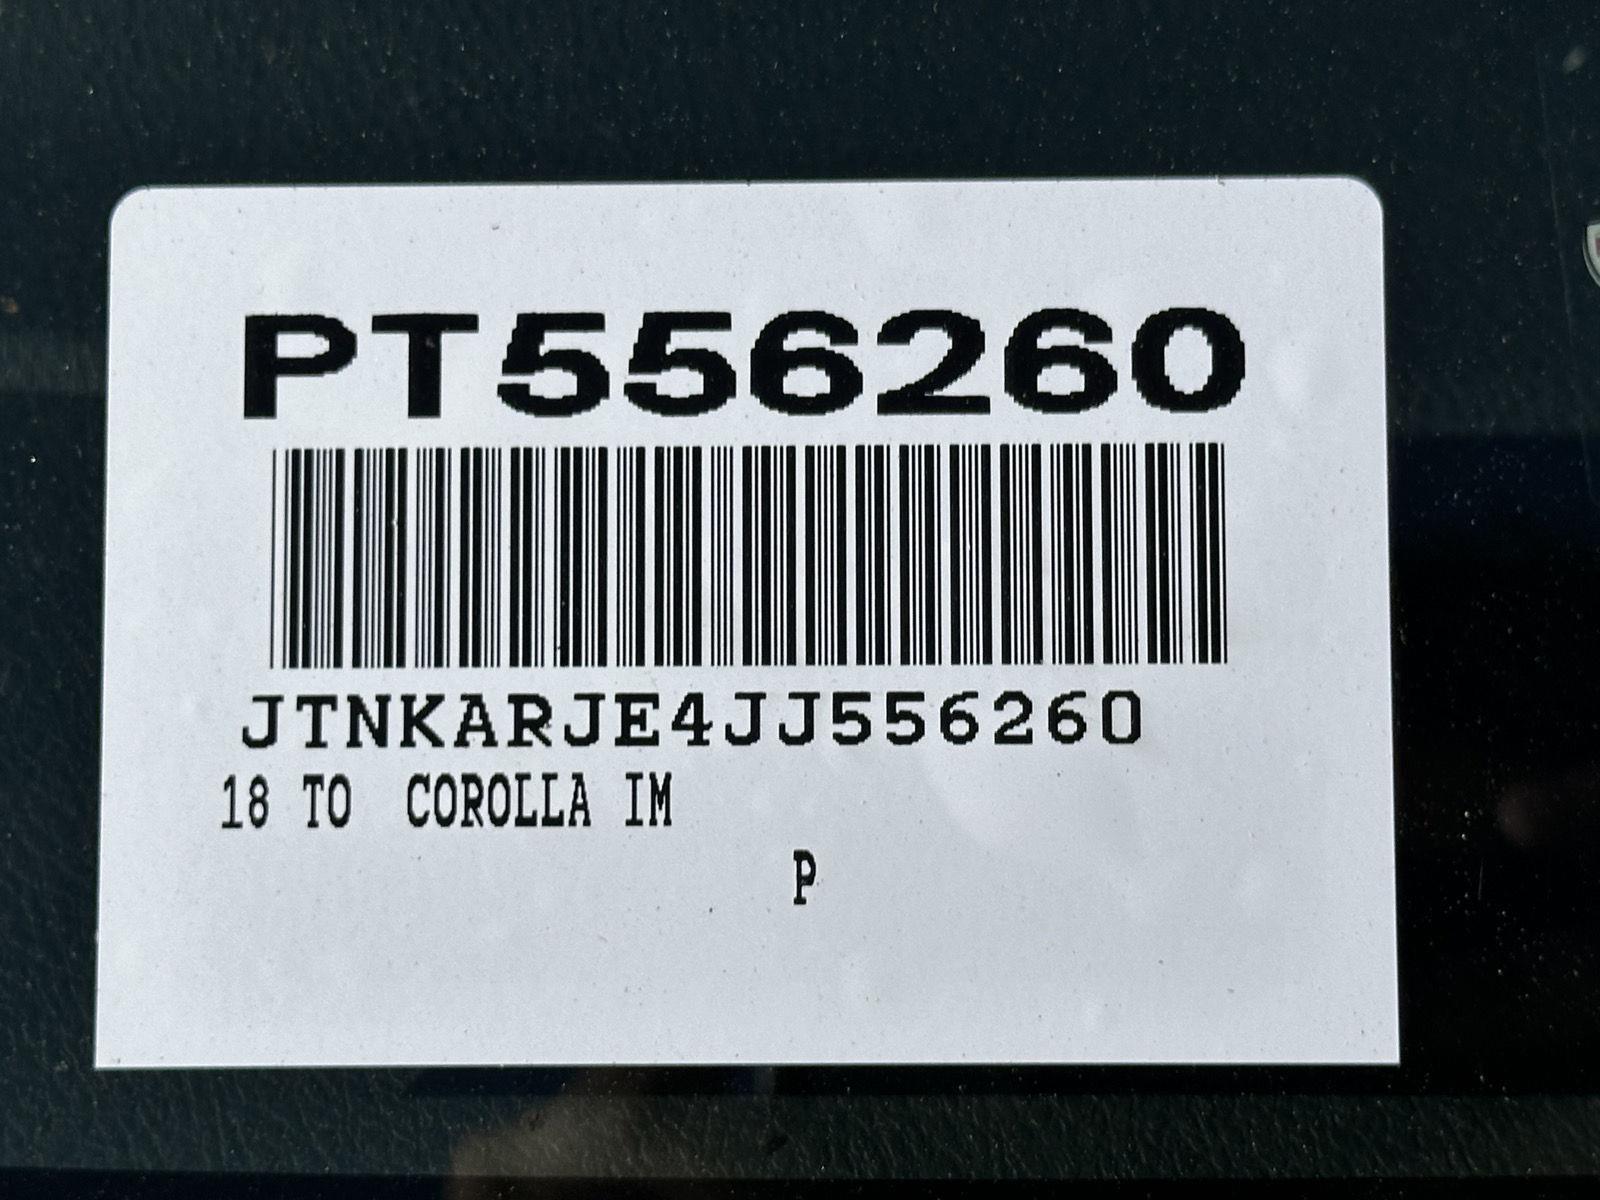 PT556260
JTNKARJE4JJ556260
18 TO COROLLA IM
P